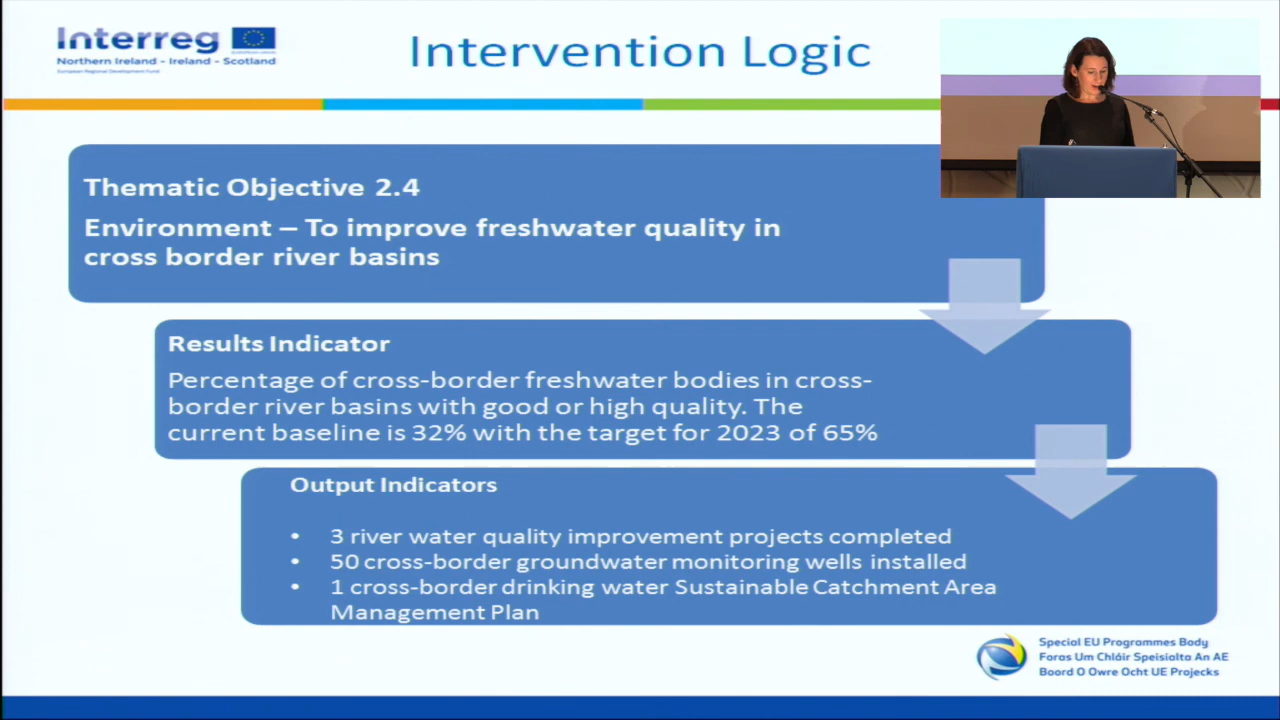 Interreg
Northern Ireland - Ireland - Scotland
European Regional Development Fund
Intervention Logic
Thematic Objective 2.4
Environment – To improve freshwater quality in
cross border river basins
Results Indicator
Percentage of cross-border freshwater bodies in cross-
border river basins with good or high quality. The
current baseline is 32% with the target for 2023 of 65%
Output Indicators
• 3 river water quality improvement projects completed
• 50 cross-border groundwater monitoring wells installed
• 1 cross-border drinking water Sustainable Catchment Area
Management Plan
Special EU Programmes Body
Foras Um Chláir Speisialta An AE
Boord O Owre Ocht UE Projecks